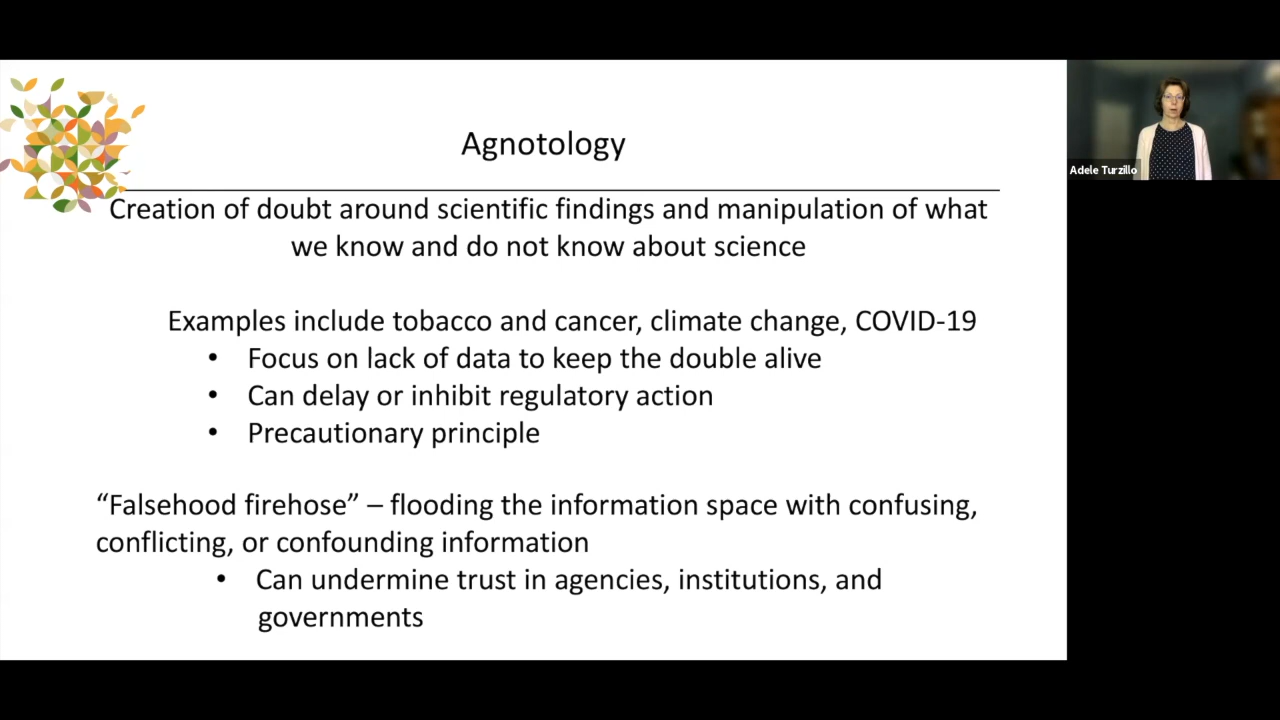 Agnotology
Creation of doubt around scientific findings and manipulation of what
we know and do not know about science
Examples include tobacco and cancer, climate change, COVID-19
• Focus on lack of data to keep the double alive
• Can delay or inhibit regulatory action
• Precautionary principle
“Falsehood firehose” – flooding the information space with confusing,
conflicting, or confounding information
• Can undermine trust in agencies, institutions, and
governments
Adele Turzillo